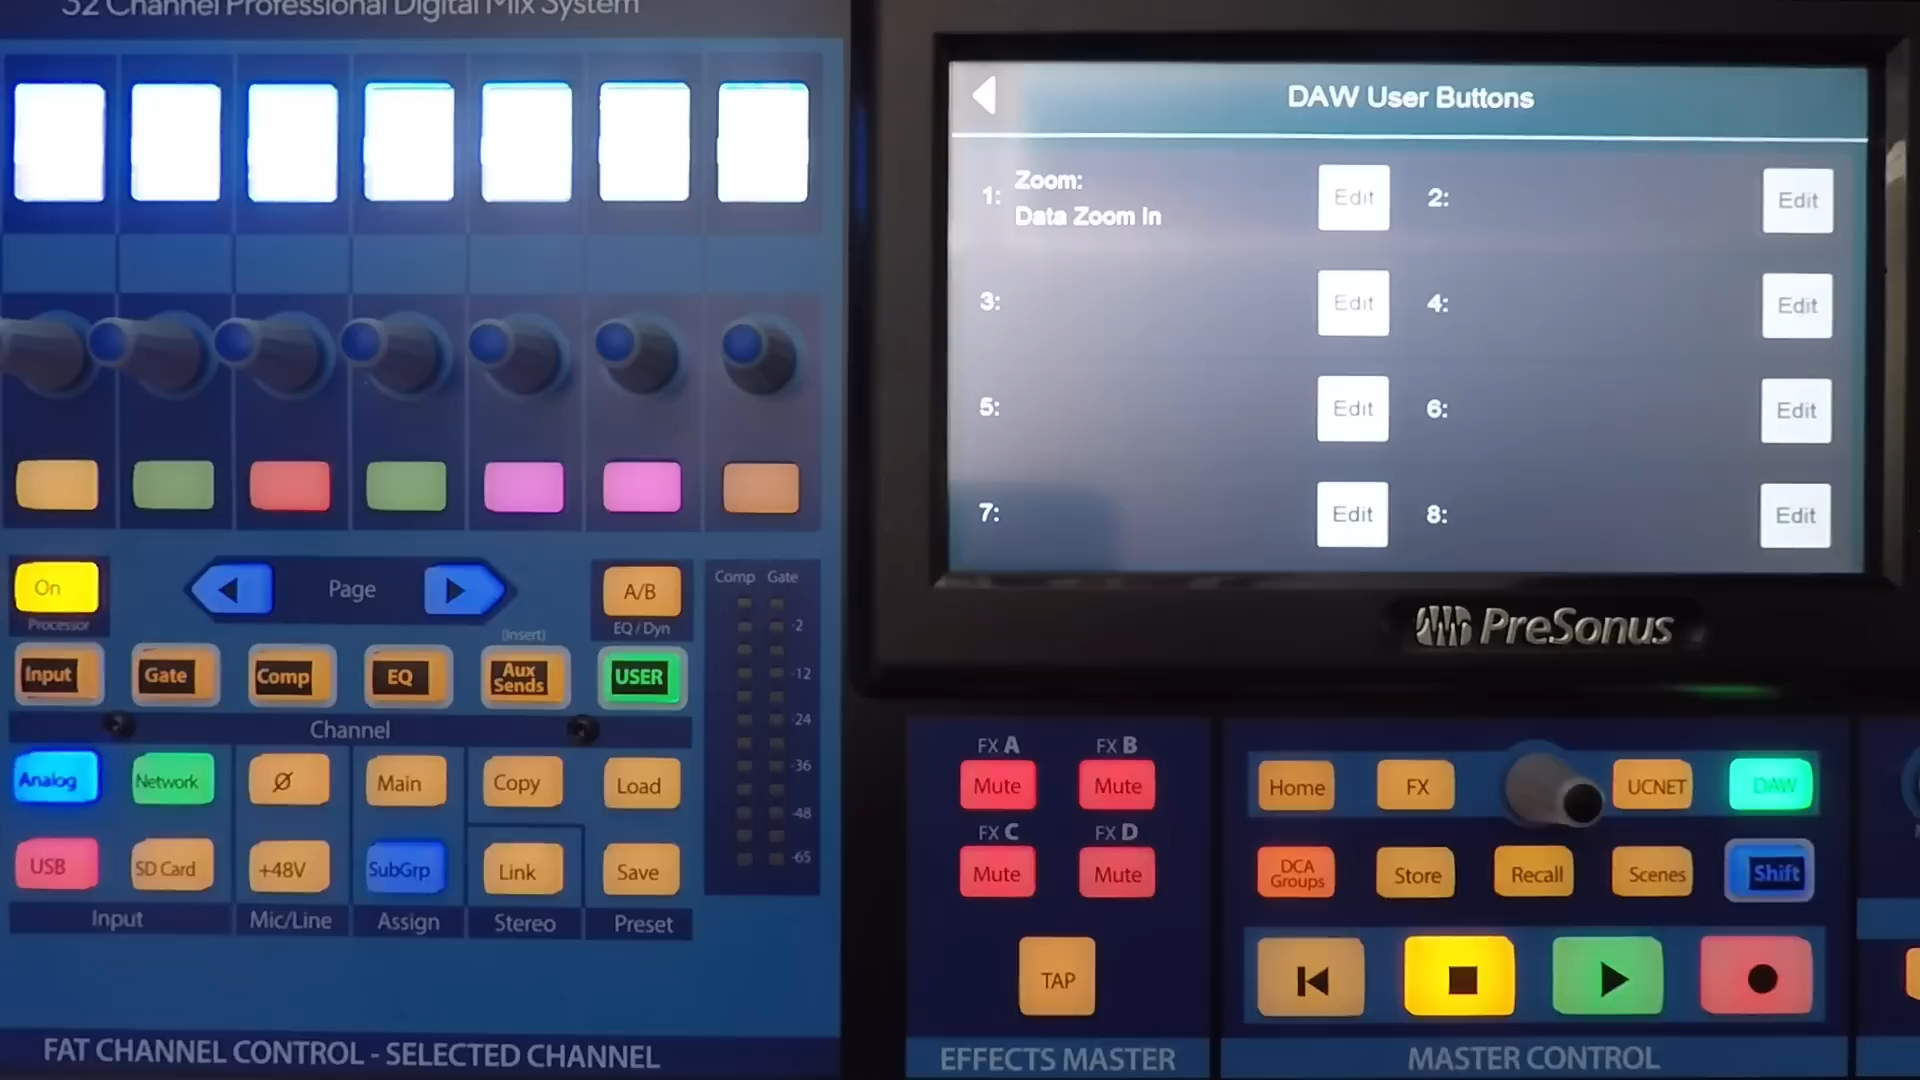 32 Channel Professional Digital Mix System
DAW User Buttons
1:
Zoom:
Data Zoom In
Edit
2:
Edit
3:
Edit
4:
Edit
5:
Edit
6:
Edit
7:
Edit
8:
Edit
PreSonus
On
Processor
Page
A/B
EQ / Dyn
(Insert)
Comp Gate
-2
-12
-24
-36
-48
-65
Input
Gate
Comp
EQ
Aux
Sends
USER
Channel
Analog
Network
Ø
Main
Copy
Load
USB
SD Card
+48V
SubGrp
Link
Save
Input
Mic/Line
Assign
Stereo
Preset
FAT CHANNEL CONTROL - SELECTED CHANNEL
FX A
FX B
Mute
Mute
FX C
FX D
Mute
Mute
TAP
EFFECTS MASTER
Home
FX
UCNET
DAW
DCA
Groups
Store
Recall
Scenes
Shift
MASTER CONTROL